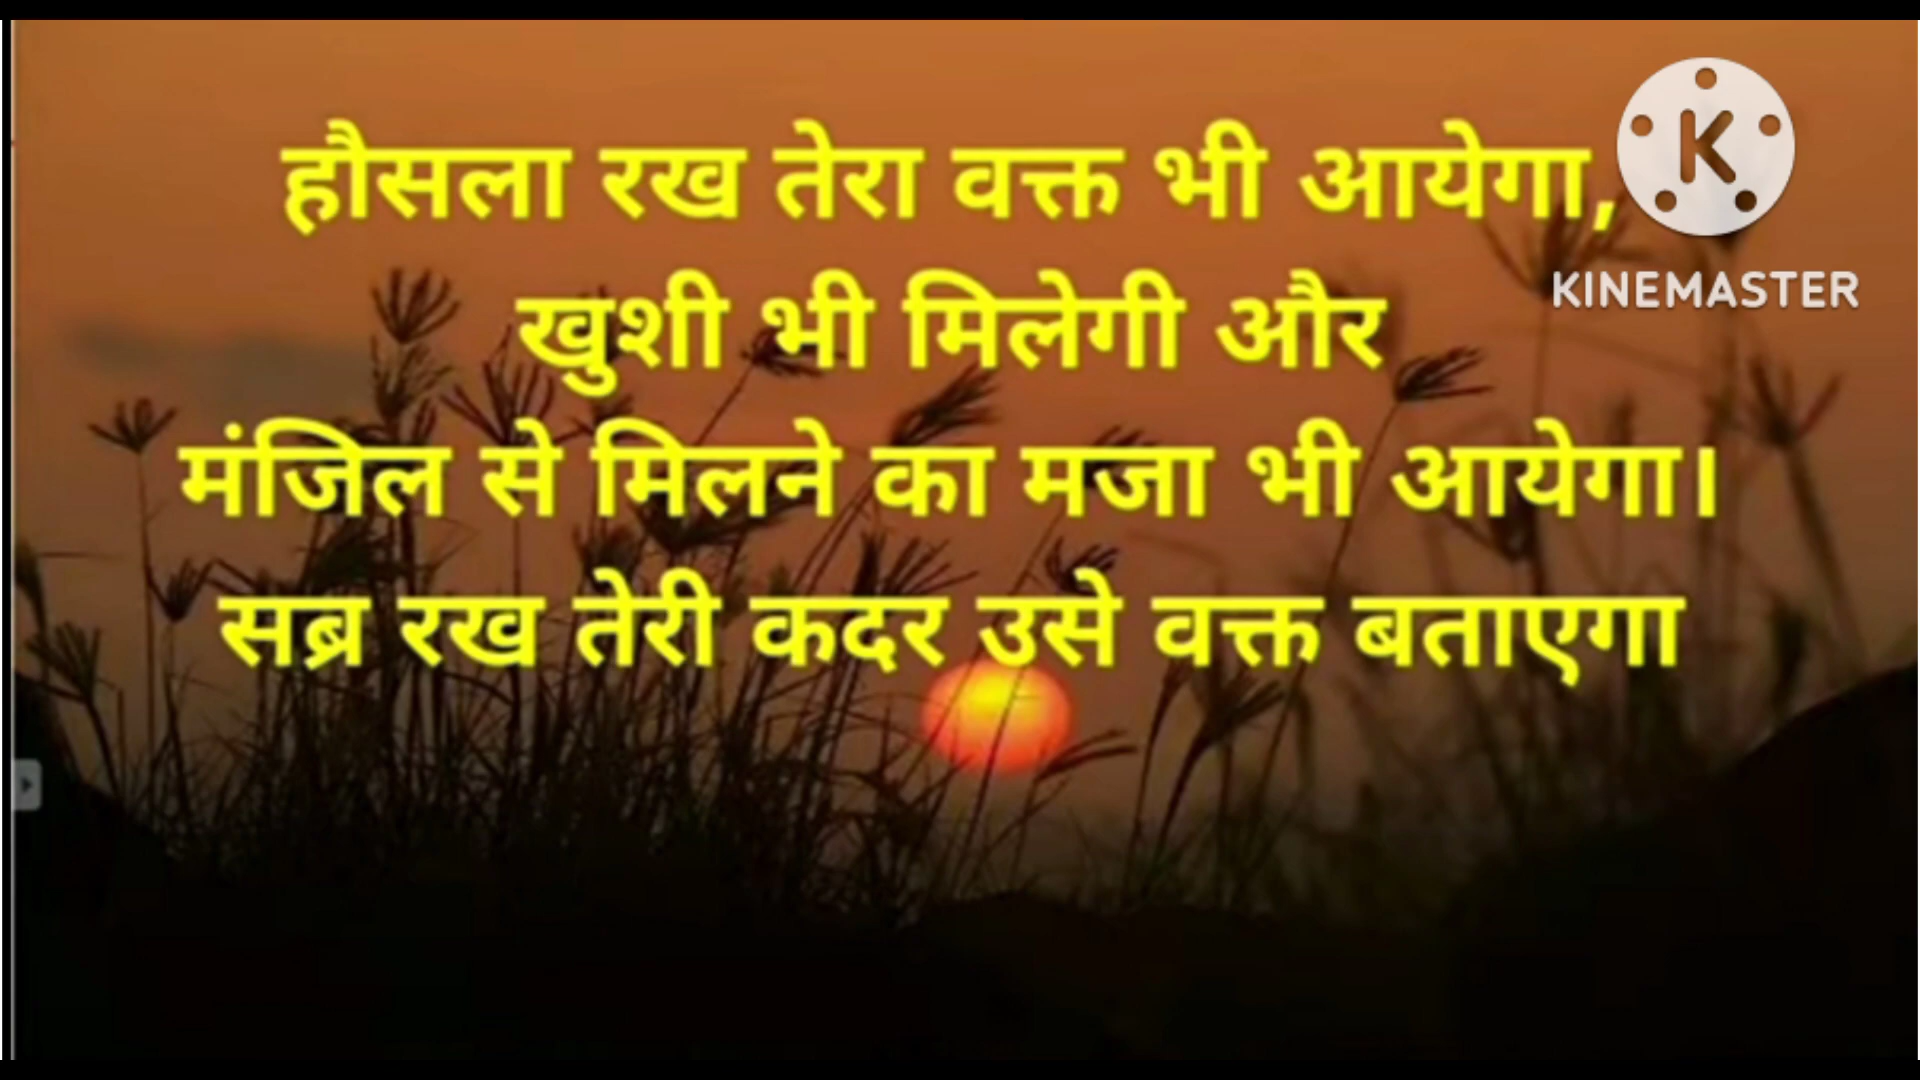 हौसला रख तेरा वक्त भी आयेगा,
खुशी भी मिलेगी और
मंजिल से मिलने का मजा भी आयेगा।
सब्र रख तेरी कदर उसे वक्त बताएगा
K
KINEMASTER